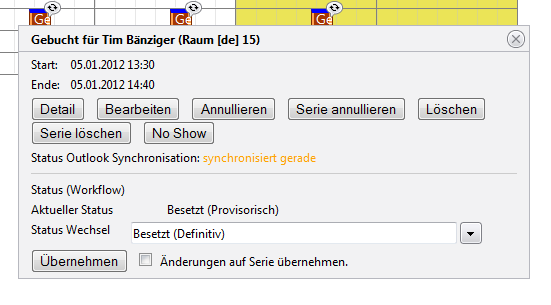 Ge Ge Ge
Gebucht für Tim Bänziger (Raum [de] 15)
Start: 05.01.2012 13:30
Ende: 05.01.2012 14:40
Detail Bearbeiten Annullieren Serie annullieren Löschen
Serie löschen No Show
Status Outlook Synchronisation: synchronisiert gerade
Status (Workflow)
Aktueller Status Besetzt (Provisorisch)
Status Wechsel Besetzt (Definitiv)
Übernehmen Änderungen auf Serie übernehmen.